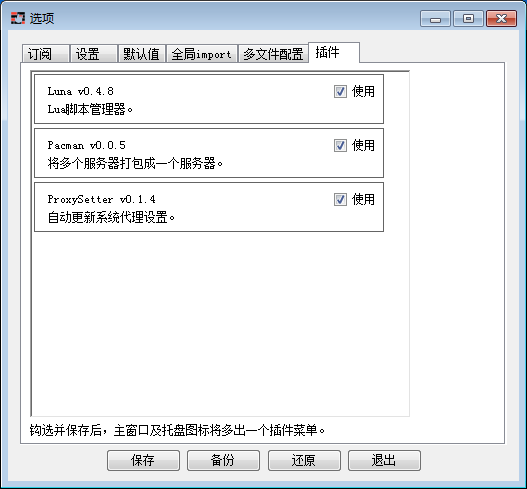 选项
订阅 设置 默认值 全局import 多文件配置 插件
Luna v0.4.8 使用
Lua脚本管理器。
Pacman v0.0.5 使用
将多个服务器打包成一个服务器。
ProxySetter v0.1.4 使用
自动更新系统代理设置。
钩选并保存后，主窗口及托盘图标将多出一个插件菜单。
保存 备份 还原 退出